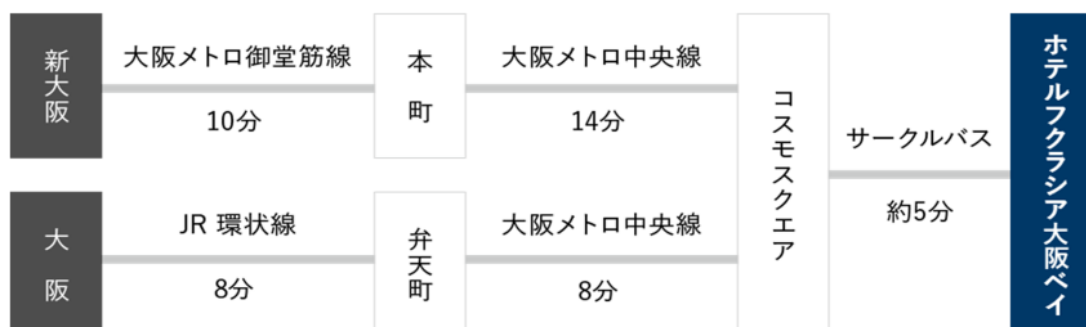 新大阪
大阪メトロ御堂筋線
10分
本町
大阪メトロ中央線
14分
大阪
JR 環状線
8分
弁天町
大阪メトロ中央線
8分
コスモスクエア
サークルバス
約5分
ホテルフクラシア大阪ベイ